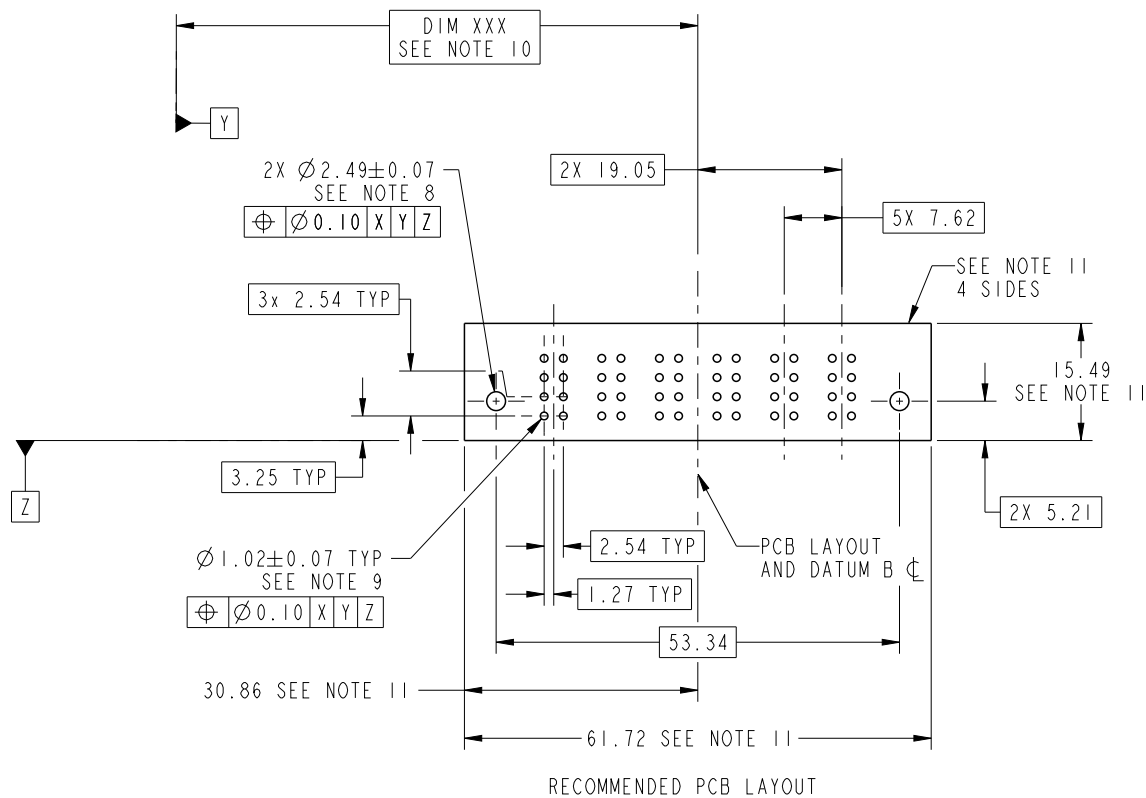 DIM XXX
SEE NOTE 10
Y
2X Ø2.49±0.07
SEE NOTE 8
⌖ Ø0.10 X Y Z
2X 19.05
5X 7.62
SEE NOTE 11
4 SIDES
3x 2.54 TYP
15.49
SEE NOTE 11
3.25 TYP
Z
2X 5.21
Ø1.02±0.07 TYP
SEE NOTE 9
⌖ Ø0.10 X Y Z
2.54 TYP
1.27 TYP
PCB LAYOUT
AND DATUM B ℄
53.34
30.86 SEE NOTE 11
61.72 SEE NOTE 11
RECOMMENDED PCB LAYOUT